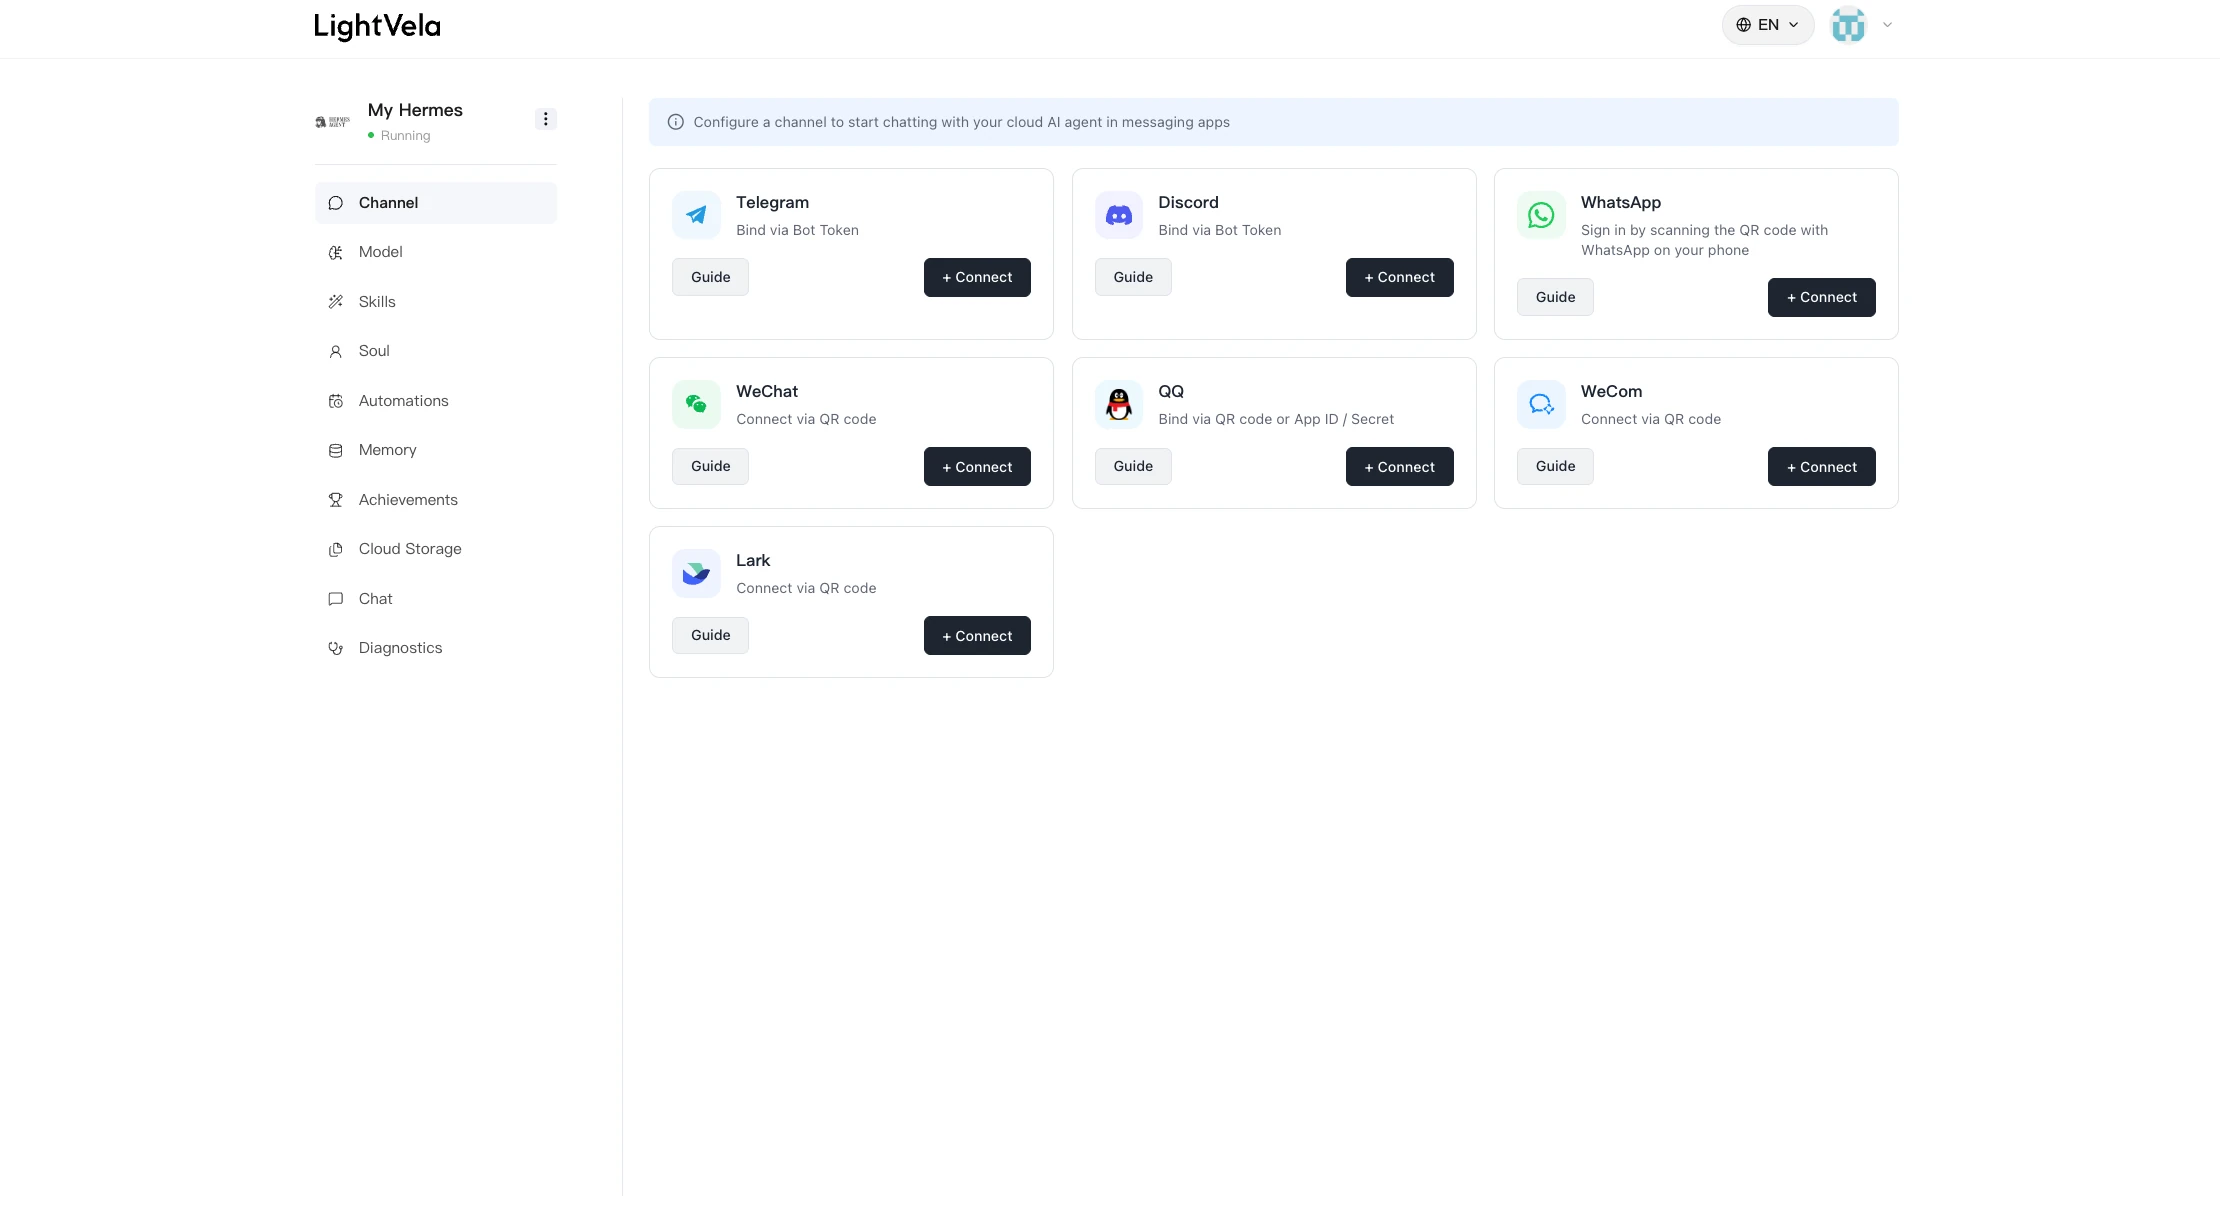 LightVela
EN
My Hermes
Running
HERMES
AGENT
Channel
Model
Skills
Soul
Automations
Memory
Achievements
Cloud Storage
Chat
Diagnostics
Configure a channel to start chatting with your cloud AI agent in messaging apps
Telegram
Bind via Bot Token
Guide
+ Connect
Discord
Bind via Bot Token
Guide
+ Connect
WhatsApp
Sign in by scanning the QR code with
WhatsApp on your phone
Guide
+ Connect
WeChat
Connect via QR code
Guide
+ Connect
QQ
Bind via QR code or App ID / Secret
Guide
+ Connect
WeCom
Connect via QR code
Guide
+ Connect
Lark
Connect via QR code
Guide
+ Connect